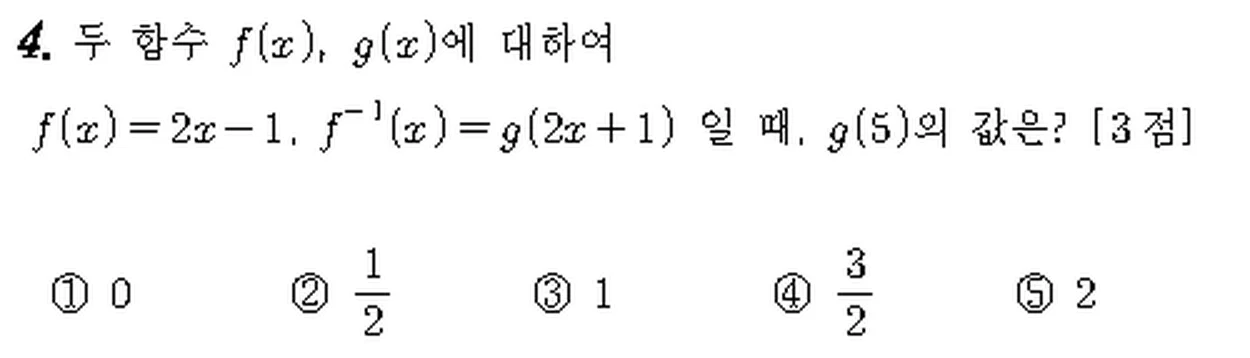 4. 두 함수 f(x), g(x)에 대하여
f(x)=2x-1, f⁻¹(x)=g(2x+1) 일 때, g(5)의 값은? [3점]
① 0 ② 1/2 ③ 1 ④ 3/2 ⑤ 2